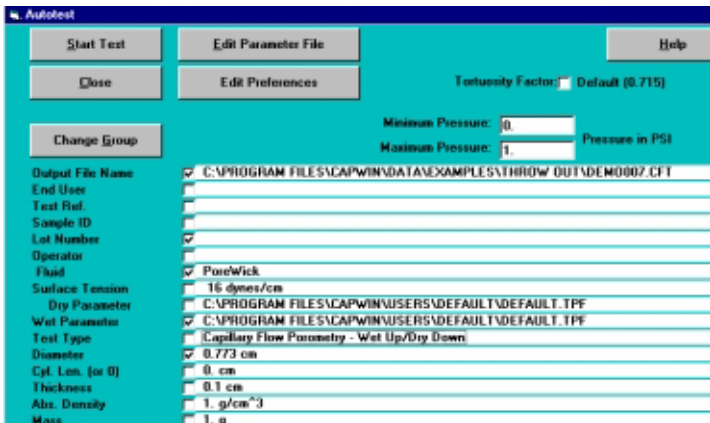 Autotest
Start Test Edit Parameter File Help
Close Edit Preferences Tortuosity Factor: Default (0.715)
Change Group Minimum Pressure: 0. Pressure in PSI
Maximum Pressure: 1.
Output File Name C:\PROGRAM FILES\CAPWIN\DATA\EXAMPLES\THROW OUT\DEMO007.CFT
End User
Test Ref.
Sample ID
Lot Number
Operator
Fluid PoreWick
Surface Tension 16 dynes/cm
Dry Parameter C:\PROGRAM FILES\CAPWIN\USERS\DEFAULT\DEFAULT.TPF
Wet Parameter C:\PROGRAM FILES\CAPWIN\USERS\DEFAULT\DEFAULT.TPF
Test Type Capillary Flow Porometry - Wet Up/Dry Down
Diameter 0.773 cm
Cyl. Len. (or 0) 0. cm
Thickness 0.1 cm
Abs. Density 1. g/cm^3
Mass 1. g